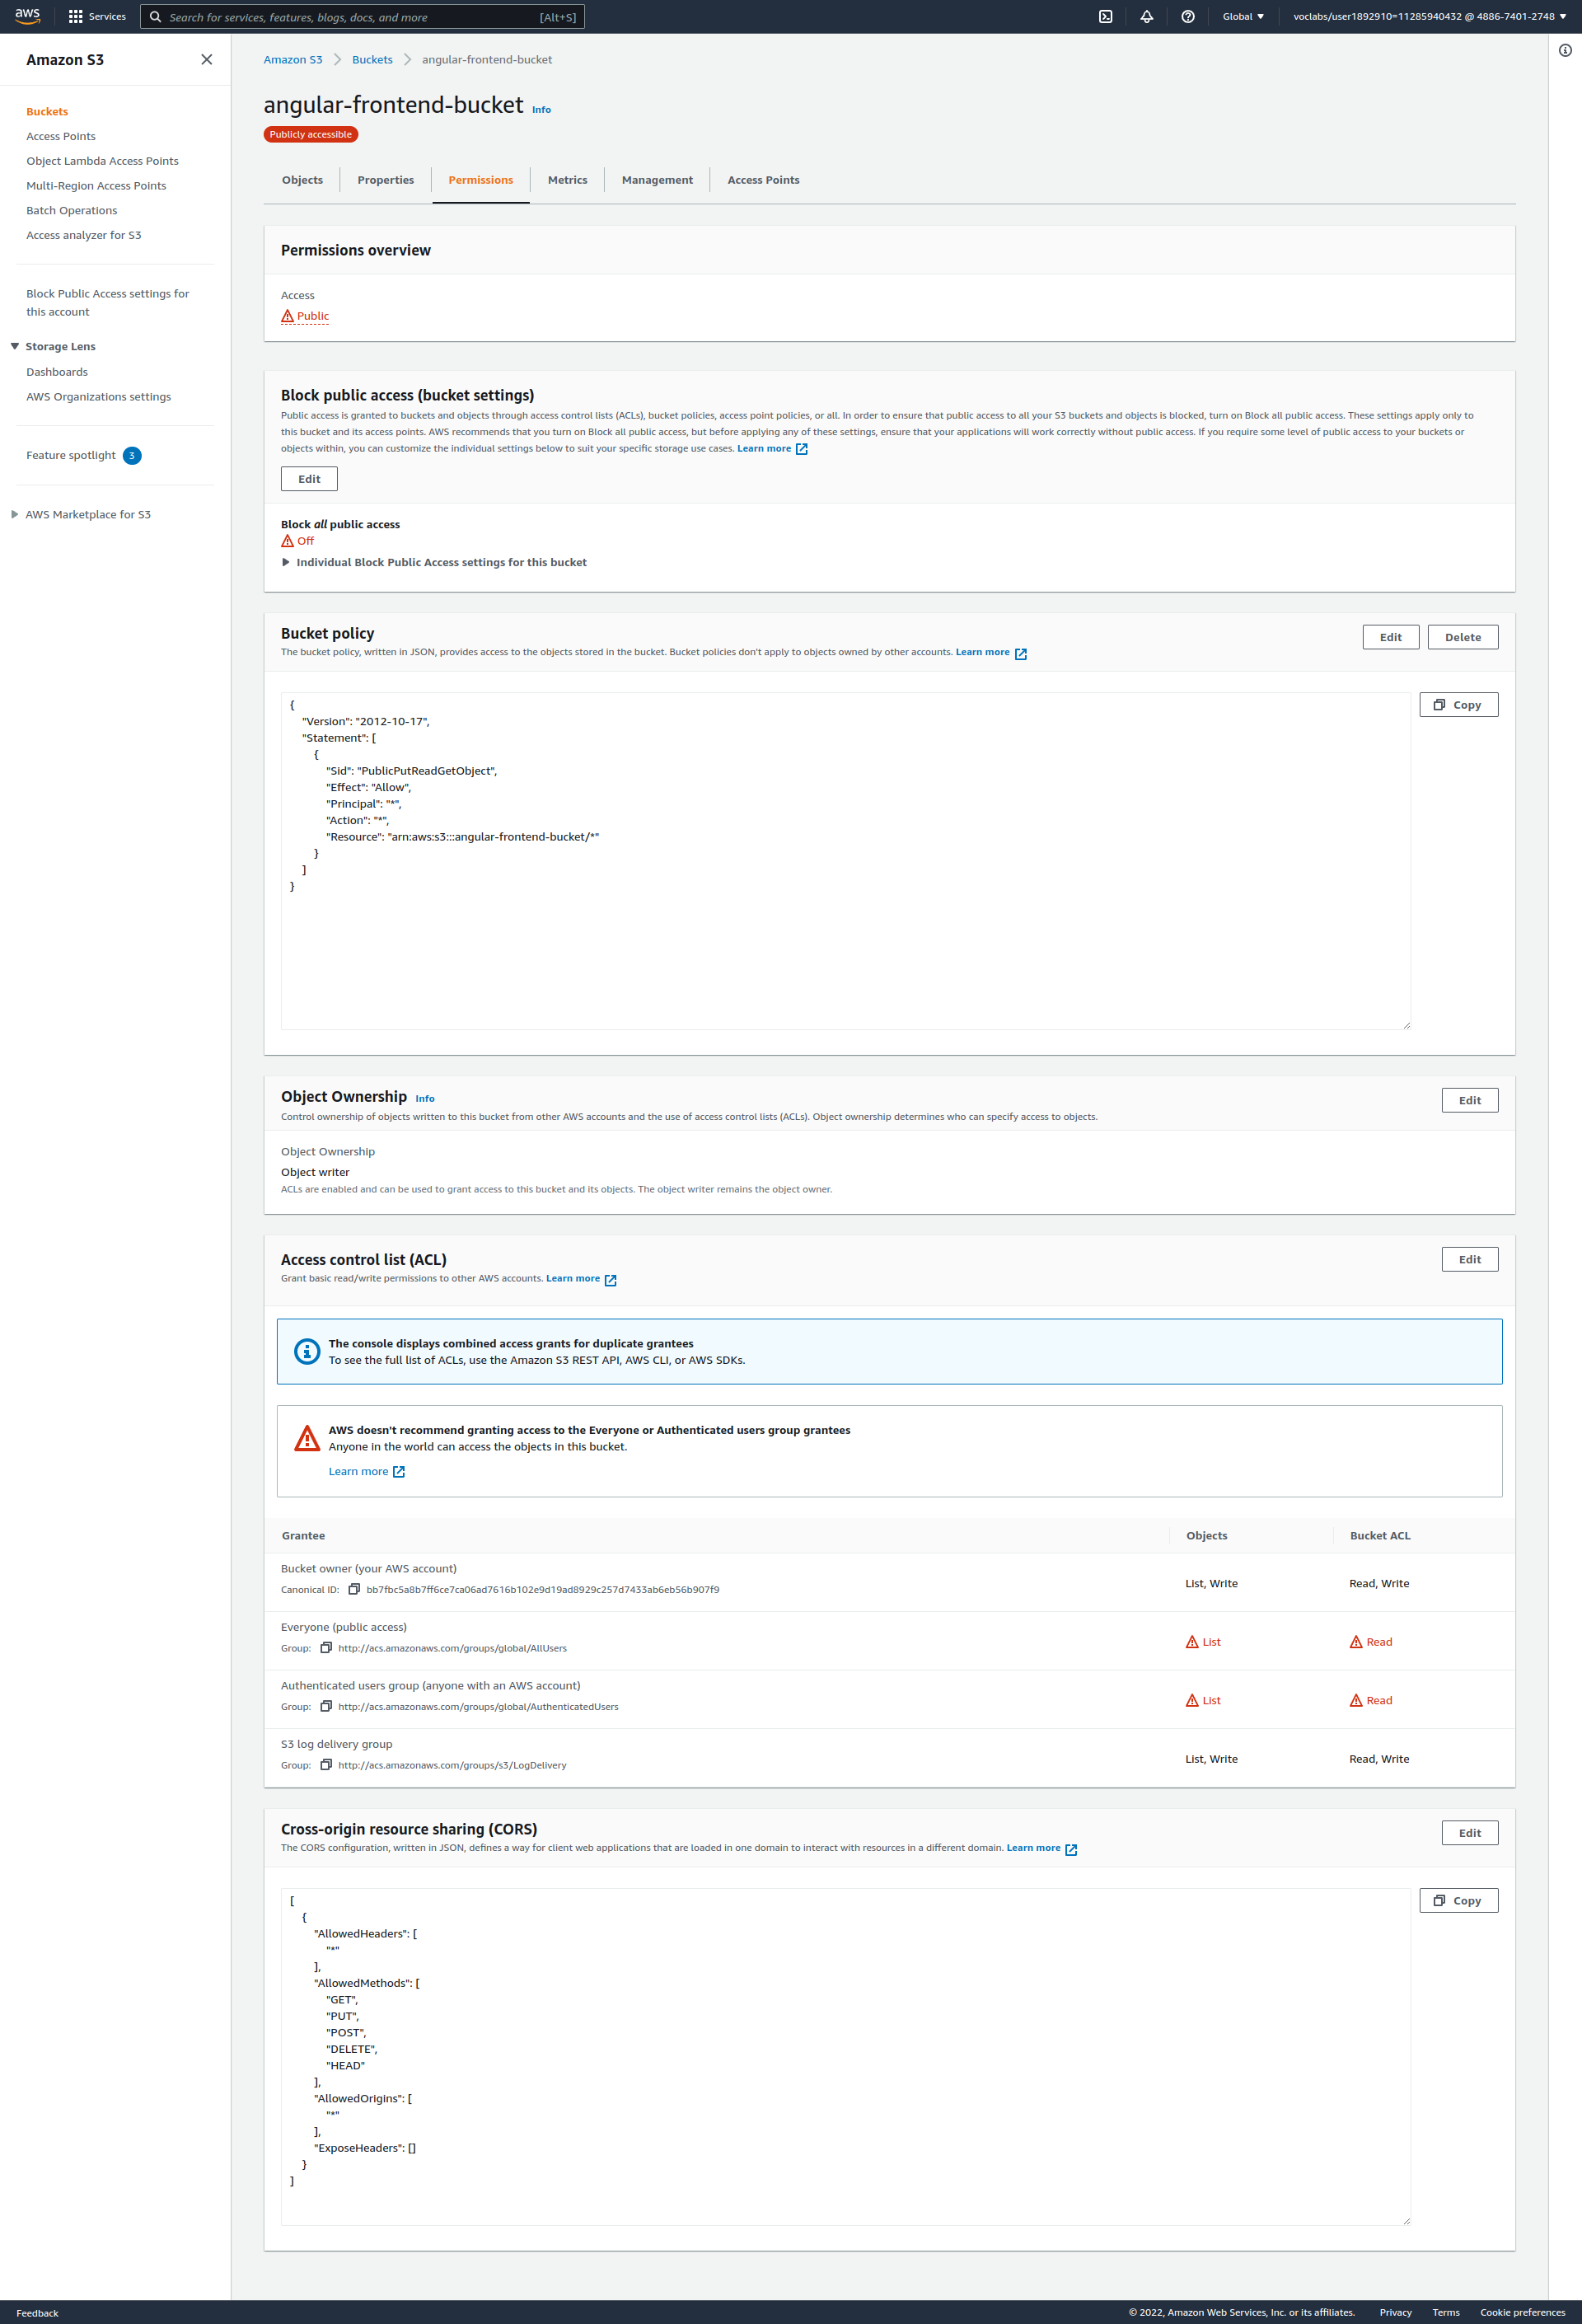 aws
Services
Search for services, features, blogs, docs, and more
[Alt+S]
Global
voclabs/user1892910=11285940432 @ 4886-7401-2748
Amazon S3
Buckets
Access Points
Object Lambda Access Points
Multi-Region Access Points
Batch Operations
Access analyzer for S3
Block Public Access settings for
this account
Storage Lens
Dashboards
AWS Organizations settings
Feature spotlight 3
AWS Marketplace for S3
Amazon S3 > Buckets > angular-frontend-bucket
angular-frontend-bucket Info
Publicly accessible
Objects
Properties
Permissions
Metrics
Management
Access Points
Permissions overview
Access
Public
Block public access (bucket settings)
Public access is granted to buckets and objects through access control lists (ACLs), bucket policies, access point policies, or all. In order to ensure that public access to all your S3 buckets and objects is blocked, turn on Block all public access. These settings apply only to
this bucket and its access points. AWS recommends that you turn on Block all public access, but before applying any of these settings, ensure that your applications will work correctly without public access. If you require some level of public access to your buckets or
objects within, you can customize the individual settings below to suit your specific storage use cases. Learn more
Edit
Block all public access
Off
Individual Block Public Access settings for this bucket
Bucket policy
The bucket policy, written in JSON, provides access to the objects stored in the bucket. Bucket policies don't apply to objects owned by other accounts. Learn more
Edit
Delete
Copy
{
"Version": "2012-10-17",
"Statement": [
{
"Sid": "PublicPutReadGetObject",
"Effect": "Allow",
"Principal": "*",
"Action": "*",
"Resource": "arn:aws:s3:::angular-frontend-bucket/*"
}
]
}
Object Ownership Info
Control ownership of objects written to this bucket from other AWS accounts and the use of access control lists (ACLs). Object ownership determines who can specify access to objects.
Edit
Object Ownership
Object writer
ACLs are enabled and can be used to grant access to this bucket and its objects. The object writer remains the object owner.
Access control list (ACL)
Grant basic read/write permissions to other AWS accounts. Learn more
Edit
The console displays combined access grants for duplicate grantees
To see the full list of ACLs, use the Amazon S3 REST API, AWS CLI, or AWS SDKs.
AWS doesn't recommend granting access to the Everyone or Authenticated users group grantees
Anyone in the world can access the objects in this bucket.
Learn more
Grantee
Objects
Bucket ACL
Bucket owner (your AWS account)
Canonical ID: bb7fbc5a8b7ff6ce7ca06ad7616b102e9d19ad8929c257d7433ab6eb56b907f9
List, Write
Read, Write
Everyone (public access)
Group: http://acs.amazonaws.com/groups/global/AllUsers
List
Read
Authenticated users group (anyone with an AWS account)
Group: http://acs.amazonaws.com/groups/global/AuthenticatedUsers
List
Read
S3 log delivery group
Group: http://acs.amazonaws.com/groups/s3/LogDelivery
List, Write
Read, Write
Cross-origin resource sharing (CORS)
The CORS configuration, written in JSON, defines a way for client web applications that are loaded in one domain to interact with resources in a different domain. Learn more
Edit
Copy
[
{
"AllowedHeaders": [
"*"
],
"AllowedMethods": [
"GET",
"PUT",
"POST",
"DELETE",
"HEAD"
],
"AllowedOrigins": [
"*"
],
"ExposeHeaders": []
}
]
Feedback
© 2022, Amazon Web Services, Inc. or its affiliates.
Privacy
Terms
Cookie preferences